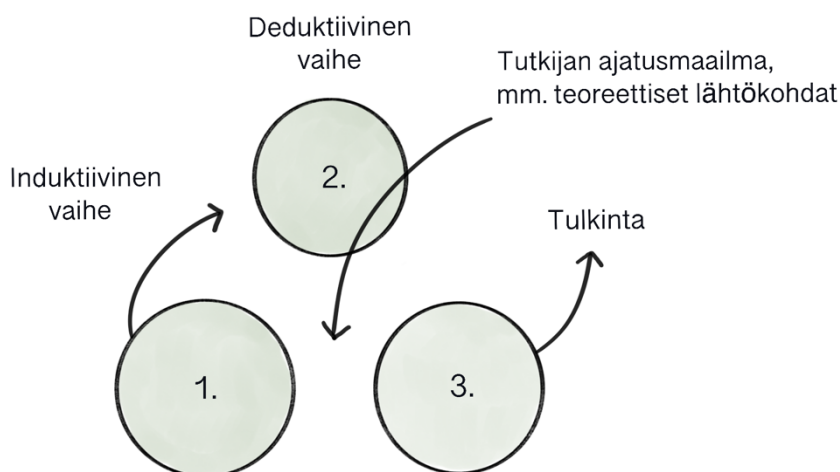 Deduktiivinen
vaihe
Tutkijan ajatusmaailma,
mm. teoreettiset lähtökohdat
Induktiivinen
vaihe
2.
Tulkinta
1.
3.